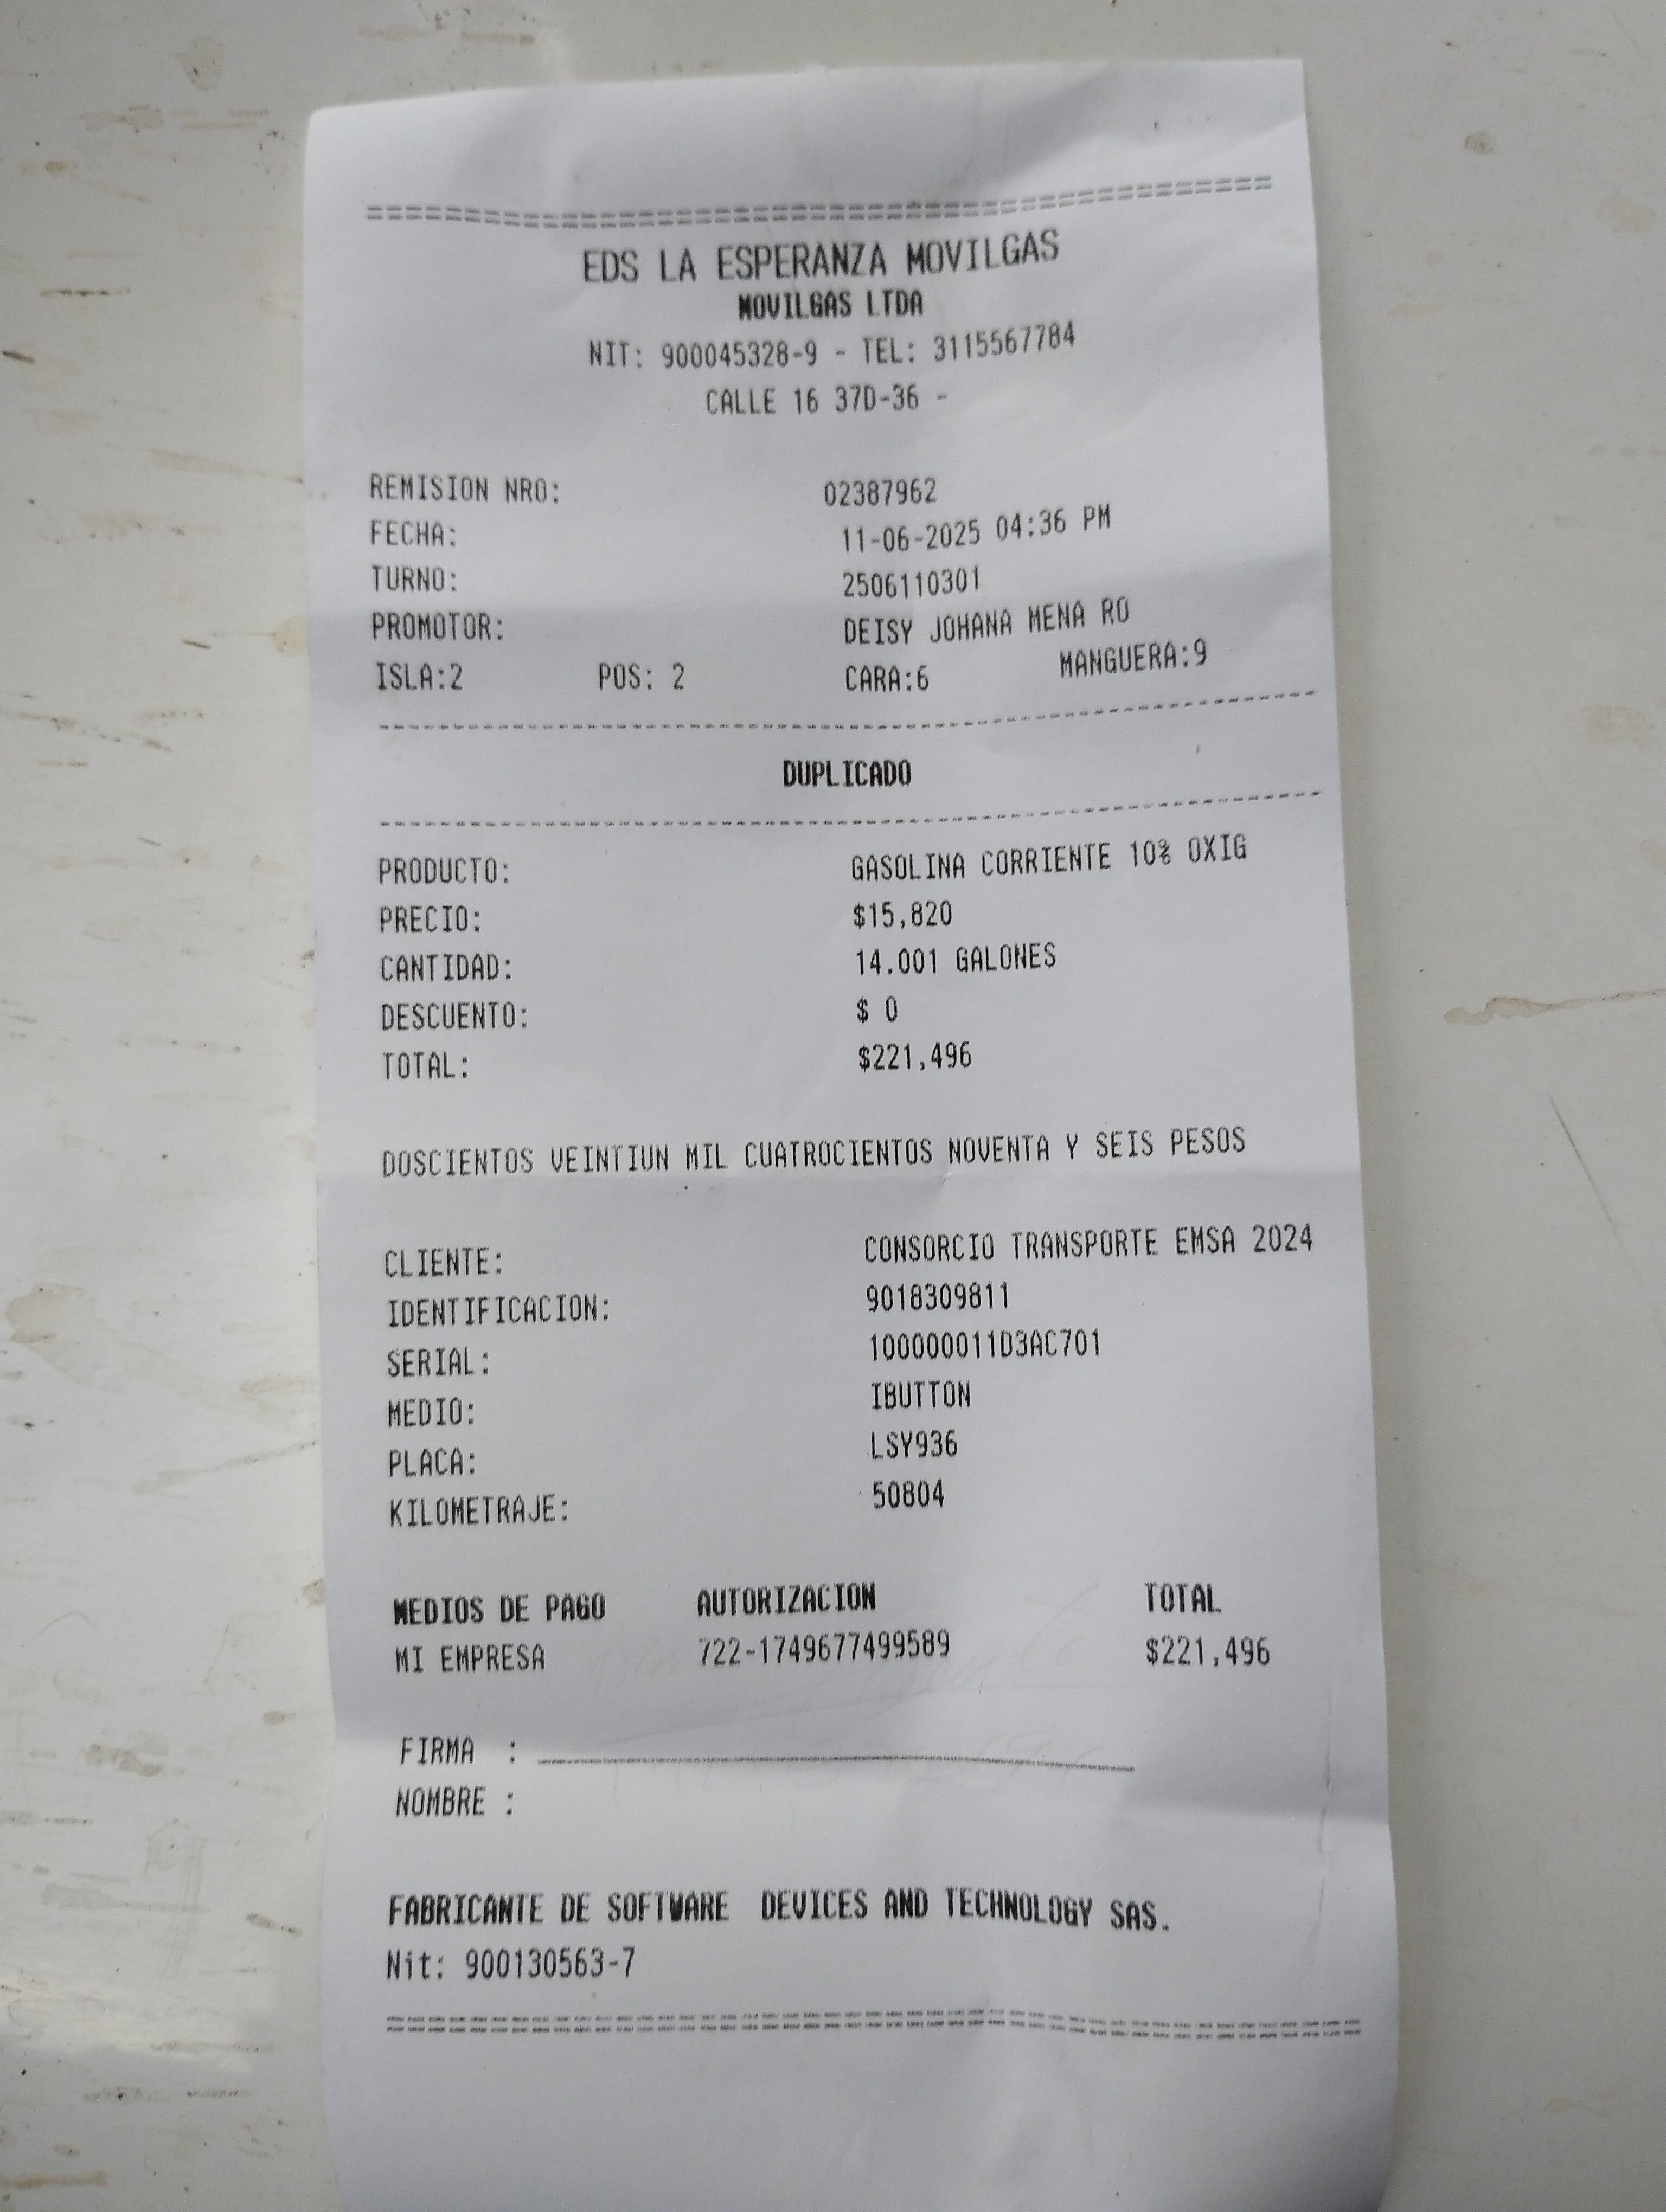 EDS LA ESPERANZA MOVILGAS
MOVILGAS LTDA
NIT: 900045328-9 - TEL: 3115567784
CALLE 16 37D-36 -
REMISION NRO: 02387962
FECHA: 11-06-2025 04:36 PM
TURNO: 2506110301
PROMOTOR: DEISY JOHANA MENA RO
ISLA:2 POS: 2 CARA:6 MANGUERA:9
DUPLICADO
PRODUCTO: GASOLINA CORRIENTE 10% OXIG
PRECIO: $15,820
CANTIDAD: 14.001 GALONES
DESCUENTO: $ 0
TOTAL: $221,496
DOSCIENTOS VEINTIUN MIL CUATROCIENTOS NOVENTA Y SEIS PESOS
CLIENTE: CONSORCIO TRANSPORTE EMSA 2024
IDENTIFICACION: 9018309811
SERIAL: 100000011D3AC701
MEDIO: IBUTTON
PLACA: LSY936
KILOMETRAJE: 50804
MEDIOS DE PAGO AUTORIZACION TOTAL
MI EMPRESA 722-1749677499589 $221,496
FIRMA :
NOMBRE :
FABRICANTE DE SOFTWARE DEVICES AND TECHNOLOGY SAS.
Nit: 900130563-7